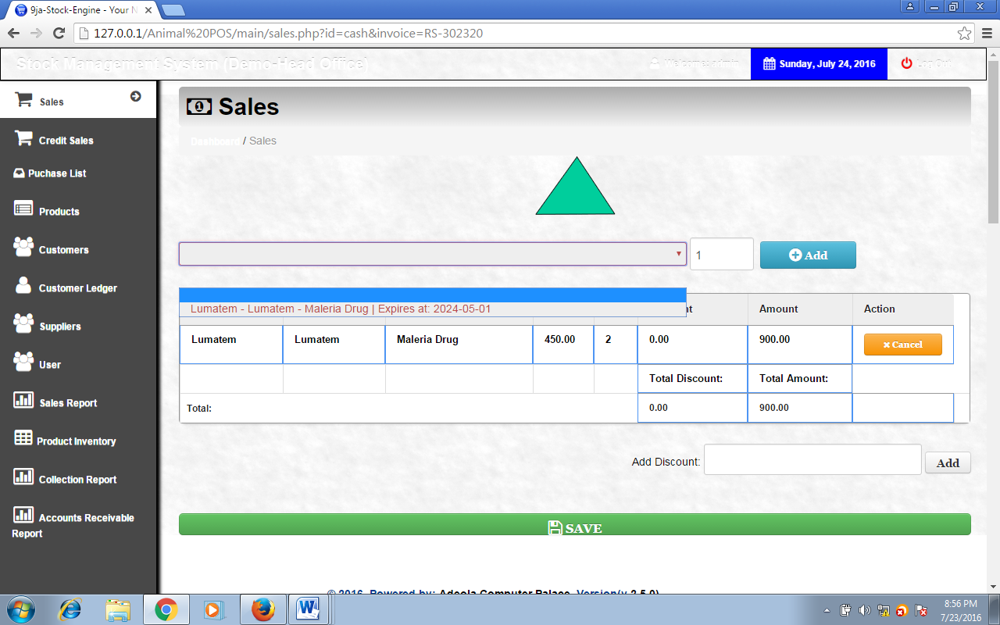 9ja-Stock-Engine - Your N
127.0.0.1/Animal%20POS/main/sales.php?id=cash&invoice=RS-302320
Stock Management System (Demo-Head Office)
Welcome: admin
Sunday, July 24, 2016
Log Out
Sales
Credit Sales
Puchase List
Products
Customers
Customer Ledger
Suppliers
User
Sales Report
Product Inventory
Collection Report
Accounts Receivable
Report
Sales
Dashboard / Sales
1
Add
Lumatem - Lumatem - Maleria Drug | Expires at: 2024-05-01
Amount Action
Lumatem Lumatem Maleria Drug 450.00 2 0.00 900.00 Cancel
Total Discount: Total Amount:
Total: 0.00 900.00
Add Discount: Add
SAVE
© 2016. Powered by: Adeola Computer Palace. Version(v 2.5.0)
8:56 PM
7/23/2016